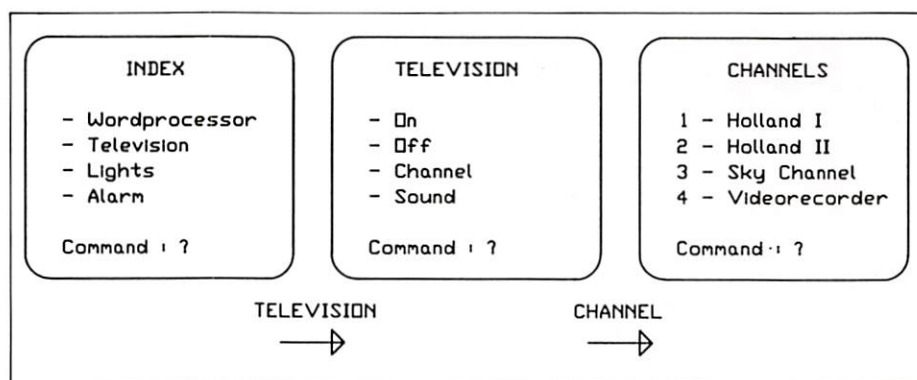 INDEX
- Wordprocessor
- Television
- Lights
- Alarm
Command : ?
TELEVISION
- On
- Off
- Channel
- Sound
Command : ?
CHANNELS
1 - Holland I
2 - Holland II
3 - Sky Channel
4 - Videorecorder
Command : ?
TELEVISION
CHANNEL